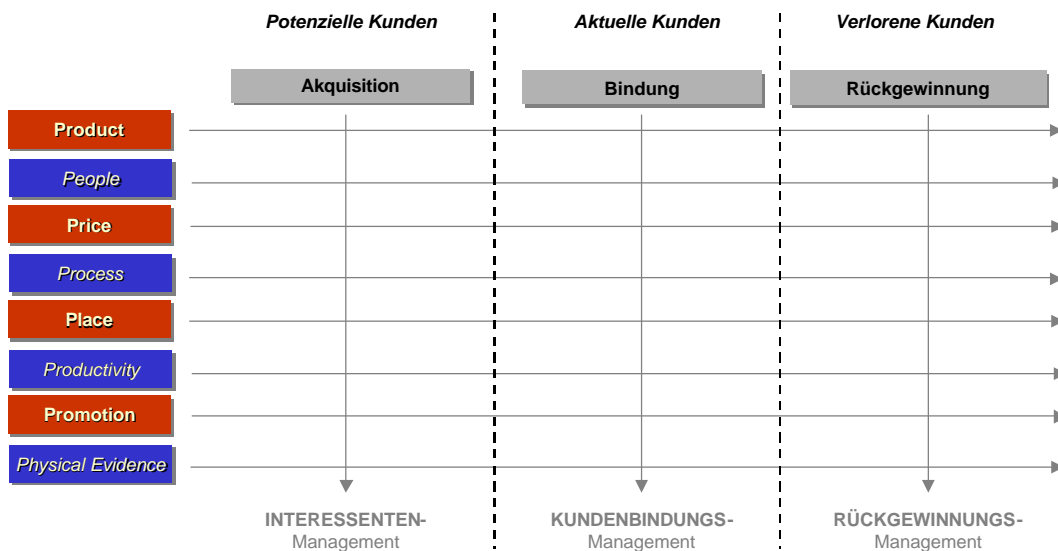 Potenzielle Kunden
Aktuelle Kunden
Verlorene Kunden
Akquisition
Bindung
Rückgewinnung
Product
People
Price
Process
Place
Productivity
Promotion
Physical Evidence
INTERESSENTEN-
Management
KUNDENBINDUNGS-
Management
RÜCKGEWINNUNGS-
Management